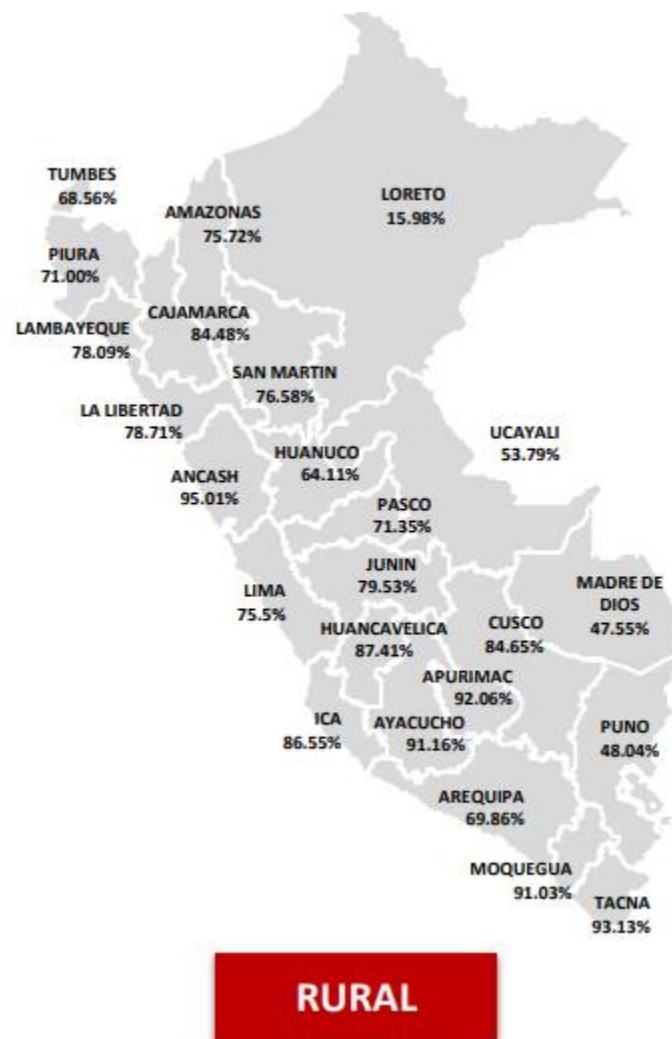 TUMBES
68.56%
LORETO
15.98%
AMAZONAS
75.72%
PIURA
71.00%
CAJAMARCA
84.48%
LAMBAYEQUE
78.09%
SAN MARTIN
76.58%
LA LIBERTAD
78.71%
UCAYALI
53.79%
HUANUCO
64.11%
ANCASH
95.01%
PASCO
71.35%
JUNIN
79.53%
MADRE DE
DIOS
47.55%
LIMA
75.5%
CUSCO
84.65%
HUANCAVELICA
87.41%
APURIMAC
92.06%
ICA
86.55%
AYACUCHO
91.16%
PUNO
48.04%
AREQUIPA
69.86%
MOQUEGUA
91.03%
TACNA
93.13%
RURAL